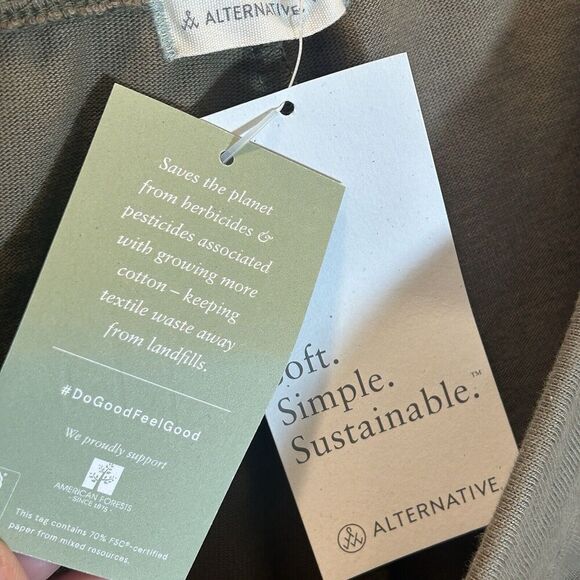 ALTERNATIVE
Saves the planet
from herbicides &
pesticides associated
with growing more
cotton – keeping
textile waste away
from landfills.
#DoGoodFeelGood
We proudly support
AMERICAN FORESTS
SINCE 1875
This tag contains 70% FSC®-certified
paper from mixed resources.
Simple.
Sustainable.™
ALTERNATIVE